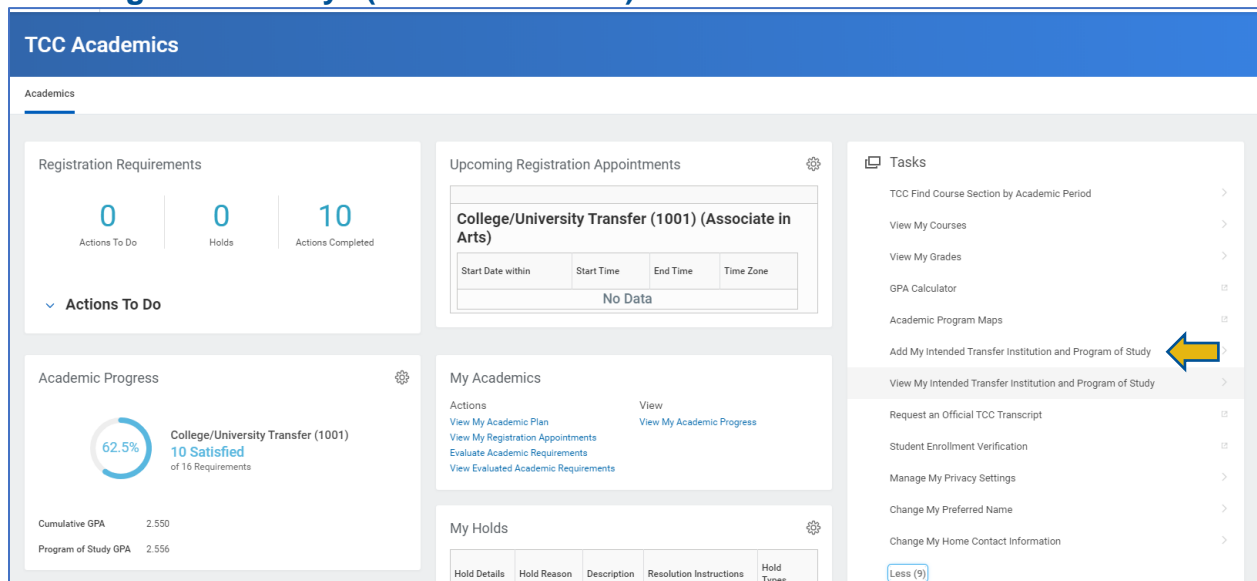 TCC Academics
Academics
Registration Requirements
0
Actions To Do
0
Holds
10
Actions Completed
Actions To Do
Academic Progress
62.5%
College/University Transfer (1001)
10 Satisfied
of 16 Requirements
Cumulative GPA 2.550
Program of Study GPA 2.556
Upcoming Registration Appointments
College/University Transfer (1001) (Associate in
Arts)
Start Date within Start Time End Time Time Zone
No Data
My Academics
Actions
View My Academic Plan
View My Registration Appointments
Evaluate Academic Requirements
View Evaluated Academic Requirements
View
View My Academic Progress
My Holds
Hold Details Hold Reason Description Resolution Instructions Hold
Tasks
TCC Find Course Section by Academic Period
View My Courses
View My Grades
GPA Calculator
Academic Program Maps
Add My Intended Transfer Institution and Program of Study
View My Intended Transfer Institution and Program of Study
Request an Official TCC Transcript
Student Enrollment Verification
Manage My Privacy Settings
Change My Preferred Name
Change My Home Contact Information
Less (9)